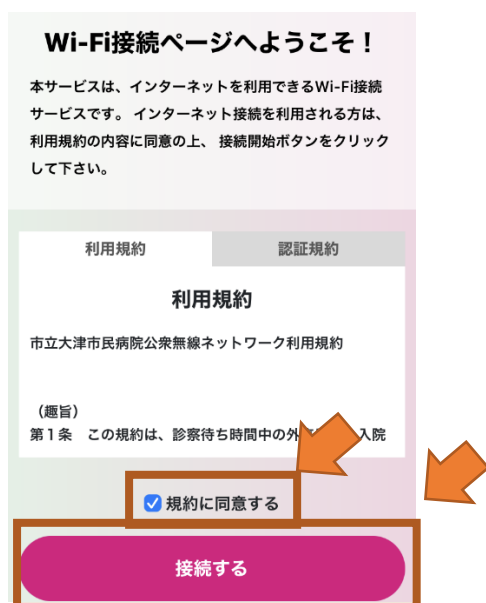 Wi-Fi接続ページへようこそ！
本サービスは、インターネットを利用できるWi-Fi接続
サービスです。 インターネット接続を利用される方は、
利用規約の内容に同意の上、 接続開始ボタンをクリック
して下さい。
利用規約
認証規約
利用規約
市立大津市民病院公衆無線ネットワーク利用規約
（趣旨）
第１条　この規約は、診察待ち時間中の外 入院
規約に同意する
接続する